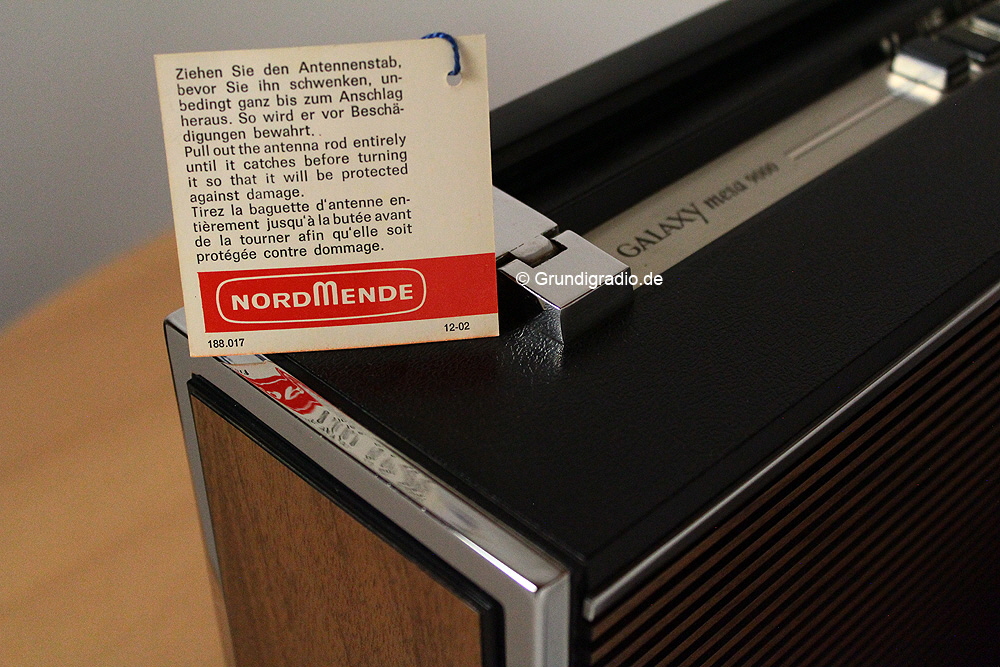 Ziehen Sie den Antennenstab,
bevor Sie ihn schwenken, un-
bedingt ganz bis zum Anschlag
heraus. So wird er vor Beschä-
digungen bewahrt.
Pull out the antenna rod entirely
until it catches before turning
it so that it will be protected
against damage.
Tirez la baguette d'antenne en-
tièrement jusqu'à la butée avant
de la tourner afin qu'elle soit
protégée contre dommage.
NORDMENDE
188.017 12-02
GALAXY mesa 9000
© Grundigradio.de